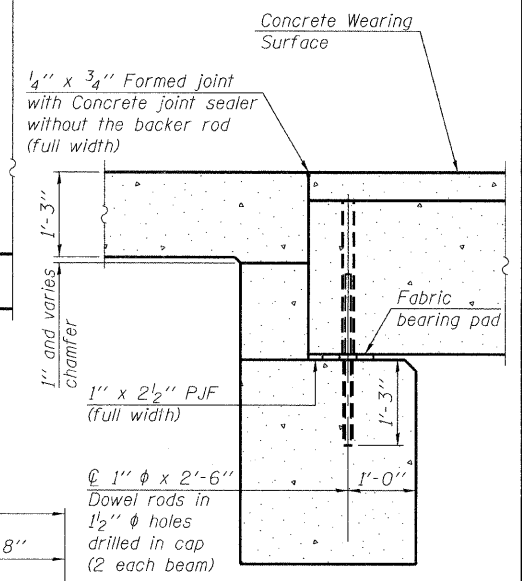 Concrete Wearing
Surface
1/4" x 3/4" Formed joint
with Concrete joint sealer
without the backer rod
(full width)
1'-3"
1" and varies
chamfer
Fabric
bearing pad
1" x 2 1/2" PJF
(full width)
1'-3"
℄ 1" ϕ x 2'-6"
Dowel rods in
1 1/2" ϕ holes
drilled in cap
(2 each beam)
1'-0"
8"